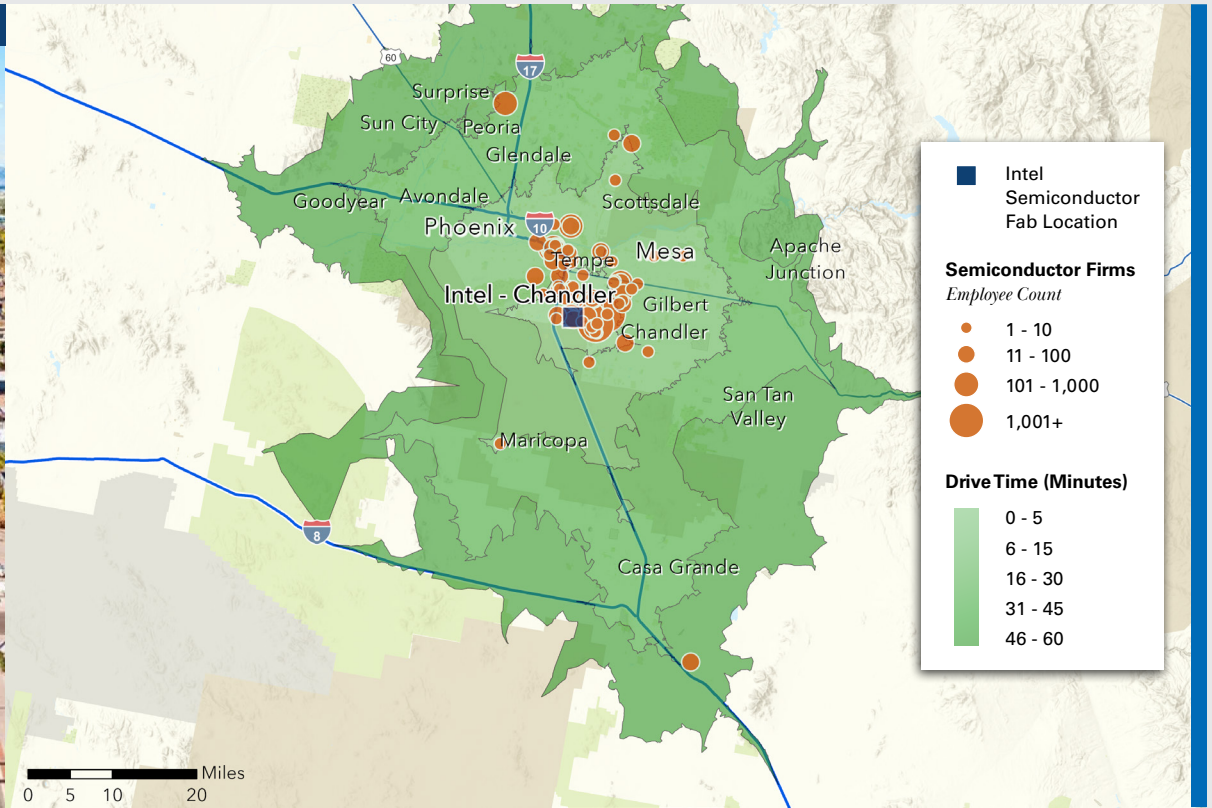 60
17
Surprise
Sun City
Peoria
Glendale
Goodyear
Avondale
Scottsdale
Phoenix
10
Mesa
Tempe
Apache
Junction
Intel - Chandler
Gilbert
Chandler
San Tan
Valley
Maricopa
8
Casa Grande
Miles
0 5 10 20
Intel
Semiconductor
Fab Location
Semiconductor Firms
Employee Count
1 - 10
11 - 100
101 - 1,000
1,001+
Drive Time (Minutes)
0 - 5
6 - 15
16 - 30
31 - 45
46 - 60